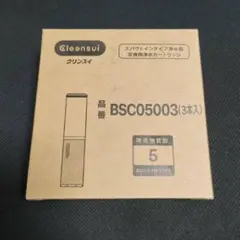 Cleansui
クリンスイ
スパウトインタイプ浄水器
交換用浄水カートリッジ
品番 BSC05003(3本入)
除去物質数
5